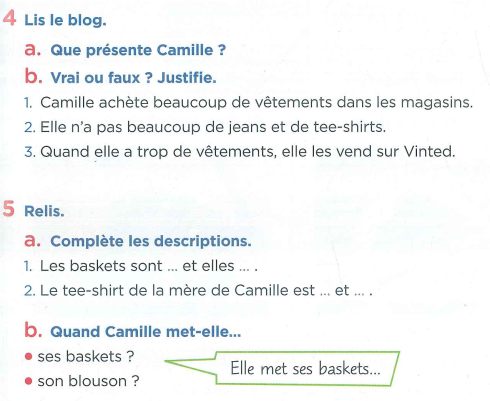 4 Lis le blog.
a. Que présente Camille ?
b. Vrai ou faux ? Justifie.
1. Camille achète beaucoup de vêtements dans les magasins.
2. Elle n'a pas beaucoup de jeans et de tee-shirts.
3. Quand elle a trop de vêtements, elle les vend sur Vinted.
5 Relis.
a. Complète les descriptions.
1. Les baskets sont ... et elles ... .
2. Le tee-shirt de la mère de Camille est ... et ... .
b. Quand Camille met-elle...
• ses baskets ?
Elle met ses baskets...
• son blouson ?